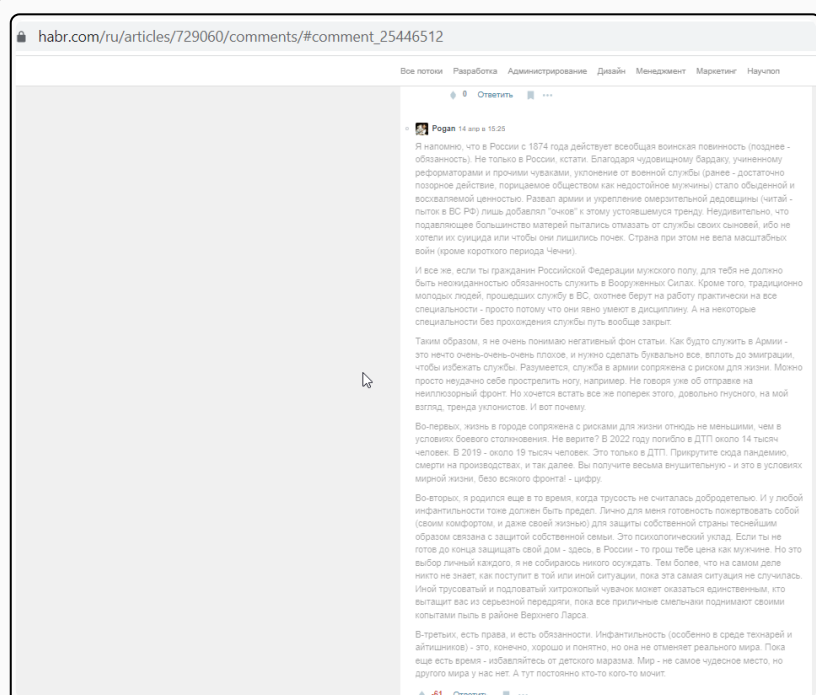 habr.com/ru/articles/729060/comments/#comment_25446512
Все потоки Разработка Администрирование Дизайн Менеджмент Маркетинг Научпоп
0 Ответить
Pogan 14 апр в 15:25
Я напомню, что в России с 1874 года действует всеобщая воинская повинность (позднее -
обязанность). Не только в России, кстати. Благодаря чудовищному бардаку, учиненному
реформаторами и прочими чуваками, уклонение от военной службы (ранее - достаточно
позорное действие, порицаемое обществом как недостойное мужчины) стало обыденной и
восхваляемой ценностью. Развал армии и укрепление омерзительной дедовщины (читай -
пыток в ВС РФ) лишь добавлял "очков" к этому устоявшемуся тренду. Неудивительно, что
подавляющее большинство матерей пытались отмазать от службы своих сыновей, ибо не
хотели их суицида или чтобы они лишились почек. Страна при этом не вела масштабных
войн (кроме короткого периода Чечни).
И все же, если ты гражданин Российской Федерации мужского полу, для тебя не должно
быть неожиданностью обязанность служить в Вооруженных Силах. Кроме того, традиционно
молодых людей, прошедших службу в ВС, охотнее берут на работу практически на все
специальности - просто потому что они явно умеют в дисциплину. А на некоторые
специальности без прохождения службы путь вообще закрыт.
Таким образом, я не очень понимаю негативный фон статьи. Как будто служить в Армии -
это нечто очень-очень-очень плохое, и нужно сделать буквально все, вплоть до эмиграции,
чтобы избежать службы. Разумеется, служба в армии сопряжена с риском для жизни. Можно
просто неудачно себе прострелить ногу, например. Не говоря уже об отправке на
неиллюзорный фронт. Но хочется встать все же поперек этого, довольно гнусного, на мой
взгляд, тренда уклонистов. И вот почему.
Во-первых, жизнь в городе сопряжена с рисками для жизни отнюдь не меньшими, чем в
условиях боевого столкновения. Не верите? В 2022 году погибло в ДТП около 14 тысяч
человек. В 2019 - около 19 тысяч человек. Это только в ДТП. Прикрутите сюда пандемию,
смерти на производствах, и так далее. Вы получите весьма внушительную - и это в условиях
мирной жизни, безо всякого фронта! - цифру.
Во-вторых, я родился еще в то время, когда трусость не считалась добродетелью. И у любой
инфантильности тоже должен быть предел. Лично для меня готовность пожертвовать собой
(своим комфортом, и даже своей жизнью) для защиты собственной страны теснейшим
образом связана с защитой собственной семьи. Это психологический уклад. Если ты не
готов до конца защищать свой дом - здесь, в России - то грош тебе цена как мужчине. Но это
выбор личный каждого, я не собираюсь никого осуждать. Тем более, что на самом деле
никто не знает, как поступит в той или иной ситуации, пока эта самая ситуация не случилась.
Иной трусоватый и подловатый хитрожопый чувачок может оказаться единственным, кто
вытащит вас из серьезной передряги, пока все приличные смельчаки поднимают своими
копытами пыль в районе Верхнего Ларса.
В-третьих, есть права, и есть обязанности. Инфантильность (особенно в среде технарей и
айтишников) - это, конечно, хорошо и понятно, но она не отменяет реального мира. Пока
еще есть время - избавляйтесь от детского маразма. Мир - не самое чудесное место, но
другого мира у нас нет. А тут постоянно кто-то кого-то мочит.
-61 Ответить